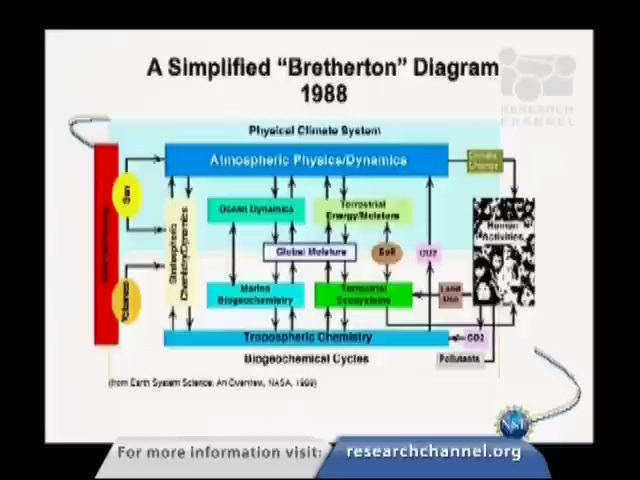 A Simplified “Bretherton” Diagram
1988
RESEARCH
CHANNEL
Physical Climate System
Atmospheric Physics/Dynamics
Climate
Change
Sun
Ocean Dynamics
Terrestrial
Energy/Moisture
Human
Activities
Stratospheric
Chemistry/Dynamics
Global Moisture
Soil
CO2
Volcanoes
Marine
Biogeochemistry
Terrestrial
Ecosystems
Land
Use
Tropospheric Chemistry
CO2
Biogeochemical Cycles
Pollutants
(from Earth System Science: An Overview, NASA, 1988)
NSF
For more information visit:
researchchannel.org